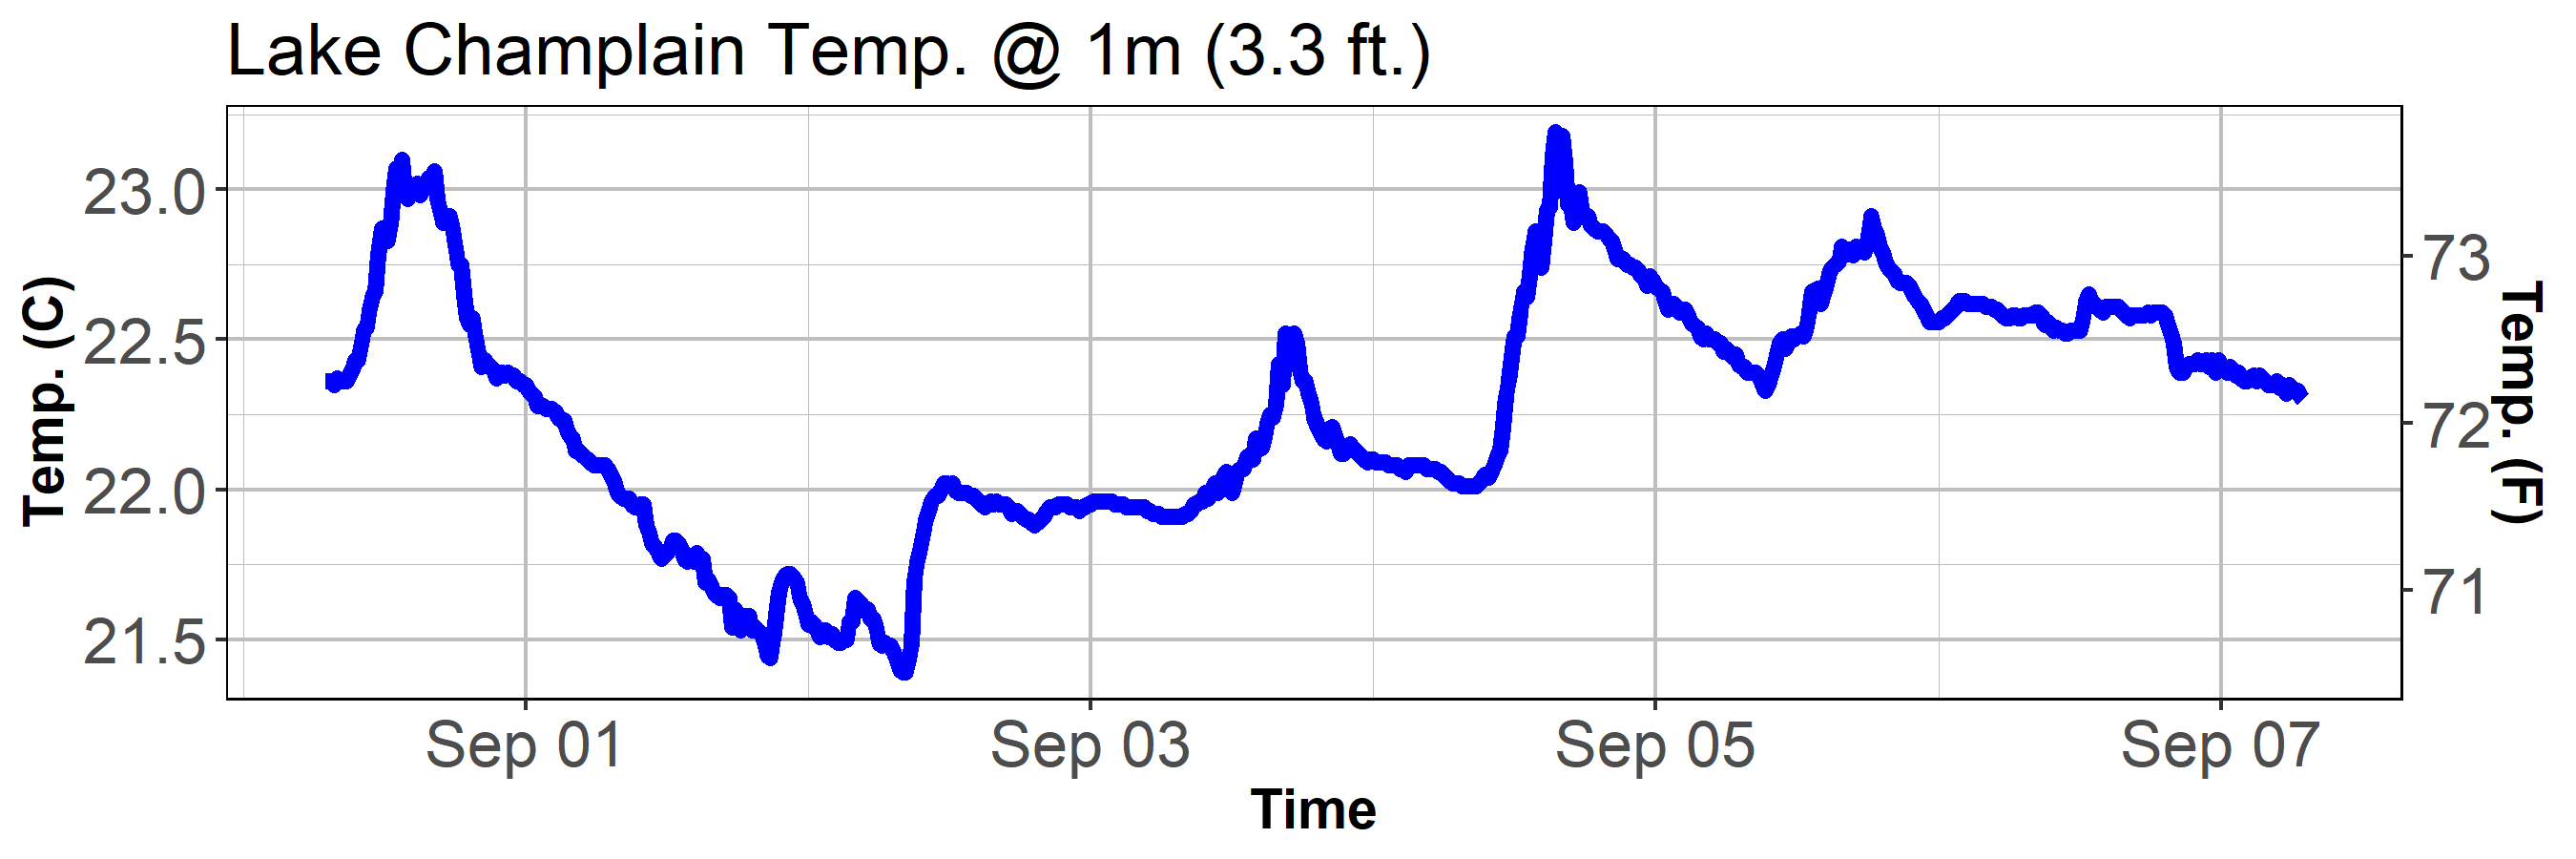 Lake Champlain Temp. @ 1m (3.3 ft.)
Temp. (C)
23.0
22.5
22.0
21.5
73
72
71
Temp. (F)
Sep 01 Sep 03 Sep 05 Sep 07
Time